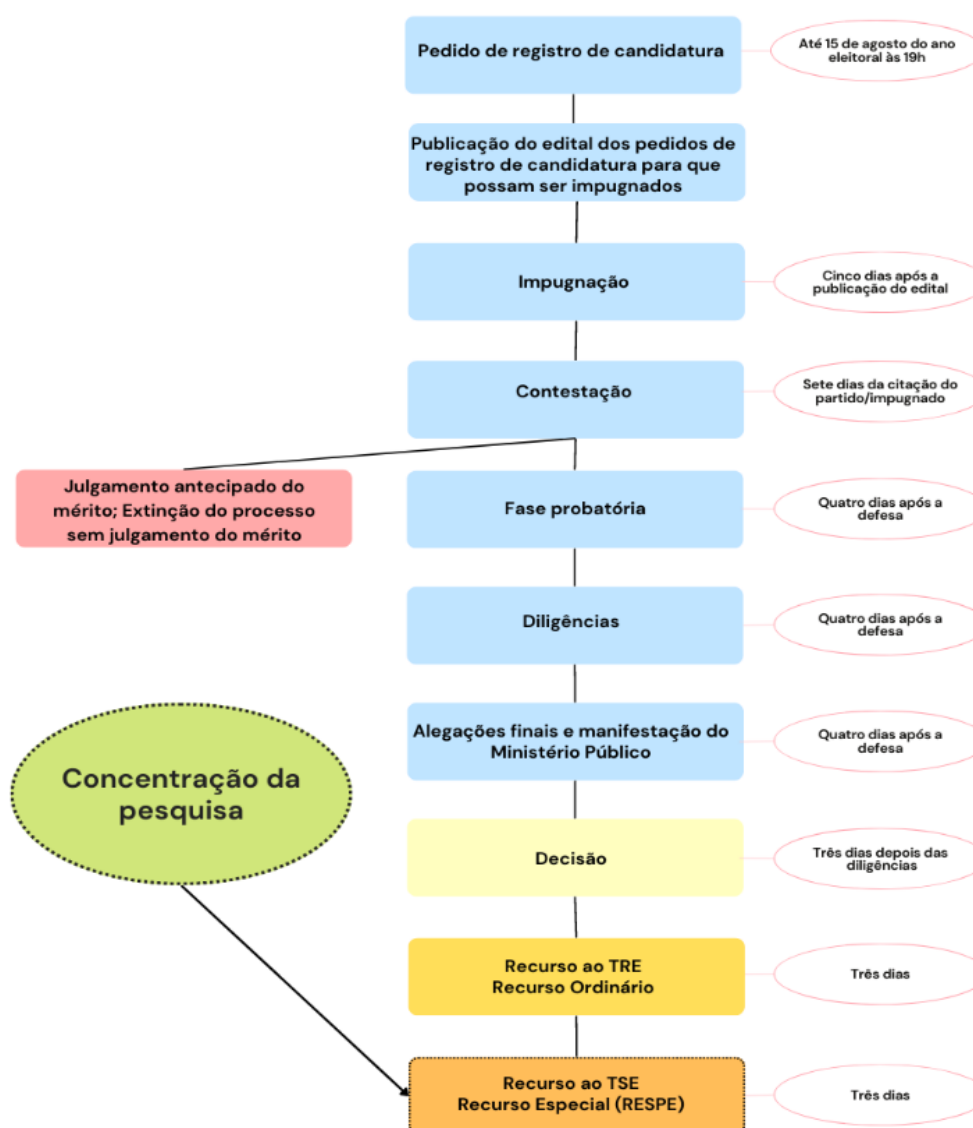 Pedido de registro de candidatura
Até 15 de agosto do ano
eleitoral às 19h
Publicação do edital dos pedidos de
registro de candidatura para que
possam ser impugnados
Impugnação
Cinco dias após a
publicação do edital
Contestação
Sete dias da citação do
partido/impugnado
Julgamento antecipado do
mérito; Extinção do processo
sem julgamento do mérito
Fase probatória
Quatro dias após a
defesa
Diligências
Quatro dias após a
defesa
Concentração da
pesquisa
Alegações finais e manifestação do
Ministério Público
Quatro dias após a
defesa
Decisão
Três dias depois das
diligências
Recurso ao TRE
Recurso Ordinário
Três dias
Recurso ao TSE
Recurso Especial (RESPE)
Três dias